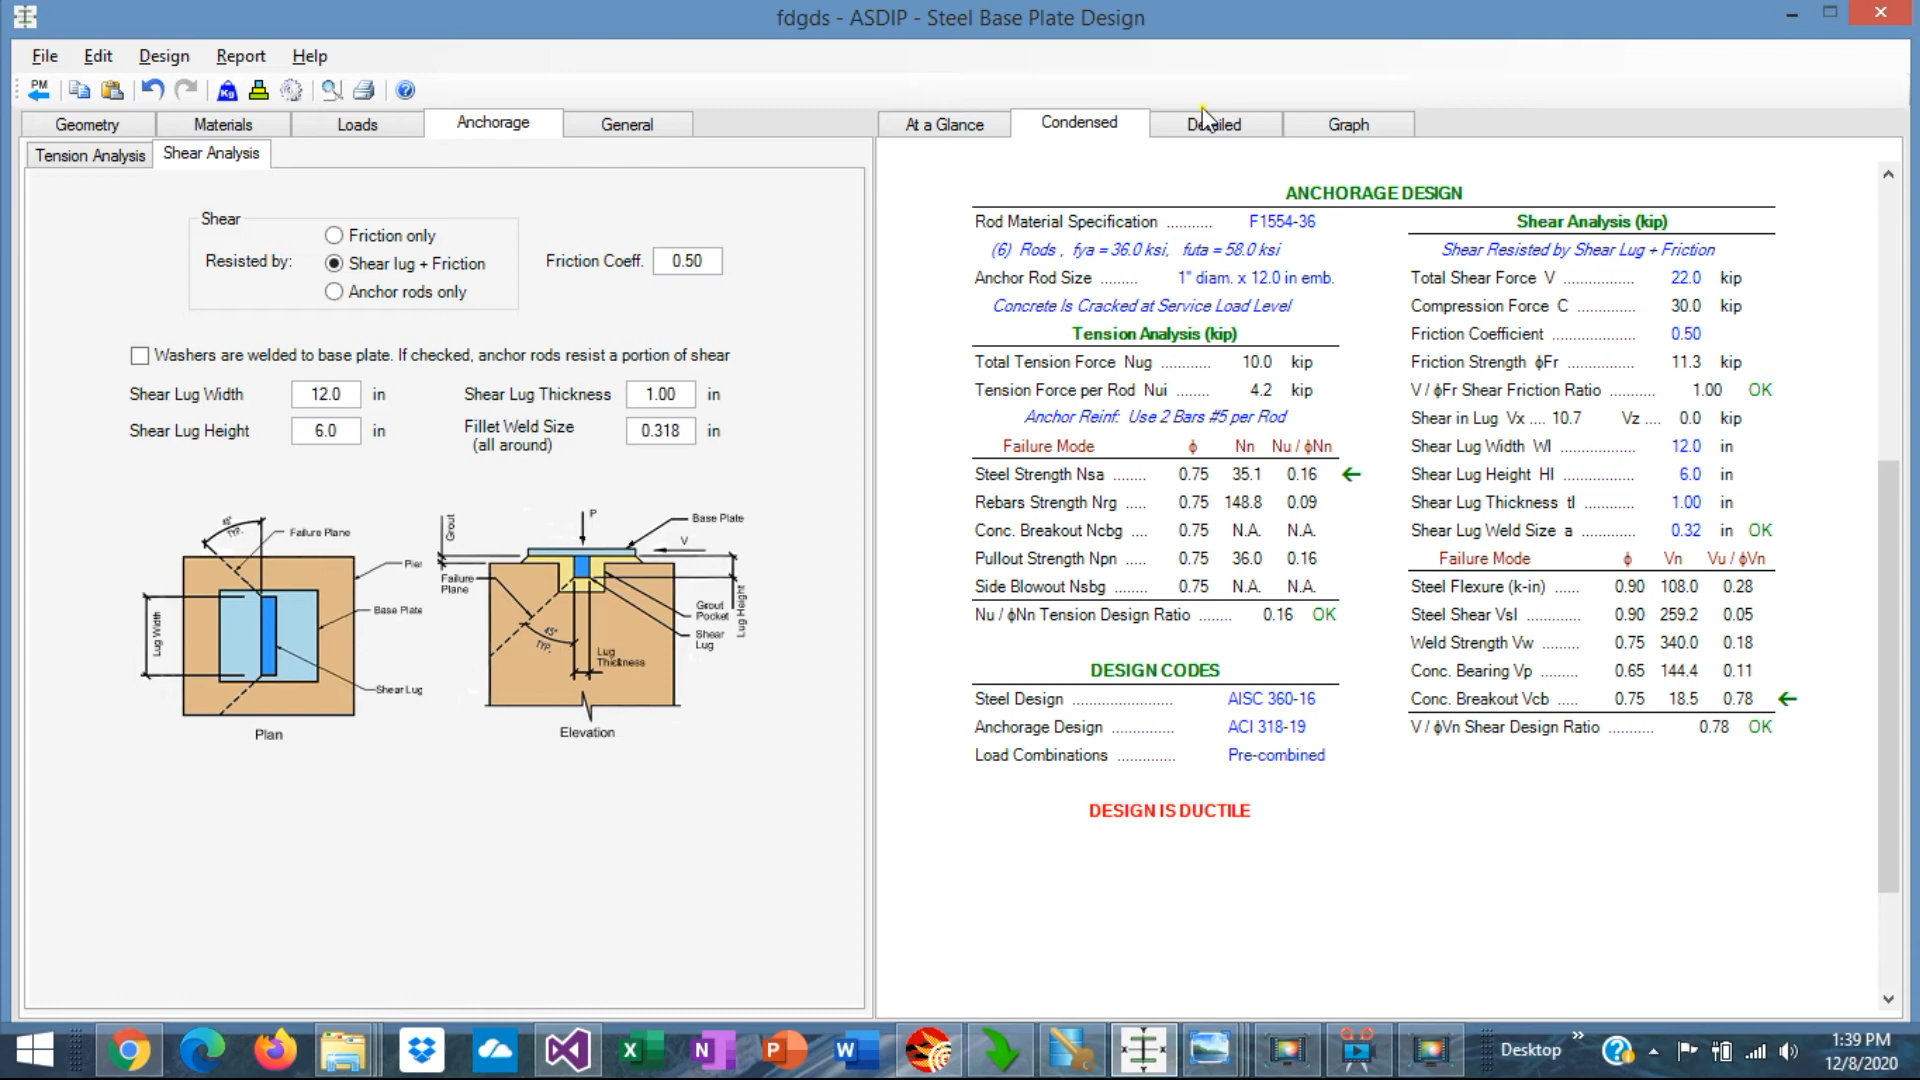 fdgds - ASDIP - Steel Base Plate Design
File Edit Design Report Help
PM Kg
Geometry Materials Loads Anchorage General
Tension Analysis Shear Analysis
Shear
Resisted by:
Friction only
Shear lug + Friction
Anchor rods only
Friction Coeff. 0.50
Washers are welded to base plate. If checked, anchor rods resist a portion of shear
Shear Lug Width 12.0 in
Shear Lug Thickness 1.00 in
Shear Lug Height 6.0 in
Fillet Weld Size (all around) 0.318 in
45°
TYP.
Failure Plane
Pier
Base Plate
Lug Width
Shear Lug
Plan
Grout
P
Base Plate
V
Failure Plane
Grout Pocket
Shear Lug
Lug Height
45°
TYP.
Lug Thickness
Elevation
At a Glance Condensed Detailed Graph
ANCHORAGE DESIGN
Rod Material Specification ........... F1554-36
(6) Rods , fya = 36.0 ksi, futa = 58.0 ksi
Anchor Rod Size ......... 1" diam. x 12.0 in emb.
Concrete Is Cracked at Service Load Level
Tension Analysis (kip)
Total Tension Force Nug ........... 10.0 kip
Tension Force per Rod Nui ........ 4.2 kip
Anchor Reinf: Use 2 Bars #5 per Rod
Failure Mode ϕ Nn Nu / ϕNn
Steel Strength Nsa ........ 0.75 35.1 0.16
Rebars Strength Nrg ..... 0.75 148.8 0.09
Conc. Breakout Ncbg .... 0.75 N.A. N.A.
Pullout Strength Npn ..... 0.75 36.0 0.16
Side Blowout Nsbg ........ 0.75 N.A. N.A.
Nu / ϕNn Tension Design Ratio ........ 0.16 OK
DESIGN CODES
Steel Design ........................ AISC 360-16
Anchorage Design ............... ACI 318-19
Load Combinations .............. Pre-combined
DESIGN IS DUCTILE
Shear Analysis (kip)
Shear Resisted by Shear Lug + Friction
Total Shear Force V ................. 22.0 kip
Compression Force C .............. 30.0 kip
Friction Coefficient .................... 0.50
Friction Strength ϕFr ................. 11.3 kip
V / ϕFr Shear Friction Ratio ........... 1.00 OK
Shear in Lug Vx .... 10.7 Vz .... 0.0 kip
Shear Lug Width Wl .................. 12.0 in
Shear Lug Height Hl ................. 6.0 in
Shear Lug Thickness tl ............. 1.00 in
Shear Lug Weld Size a ............. 0.32 in OK
Failure Mode ϕ Vn Vu / ϕVn
Steel Flexure (k-in) ...... 0.90 108.0 0.28
Steel Shear Vsl ............. 0.90 259.2 0.05
Weld Strength Vw ......... 0.75 340.0 0.18
Conc. Bearing Vp ......... 0.65 144.4 0.11
Conc. Breakout Vcb ..... 0.75 18.5 0.78
V / ϕVn Shear Design Ratio ........... 0.78 OK
Desktop
1:39 PM
12/8/2020